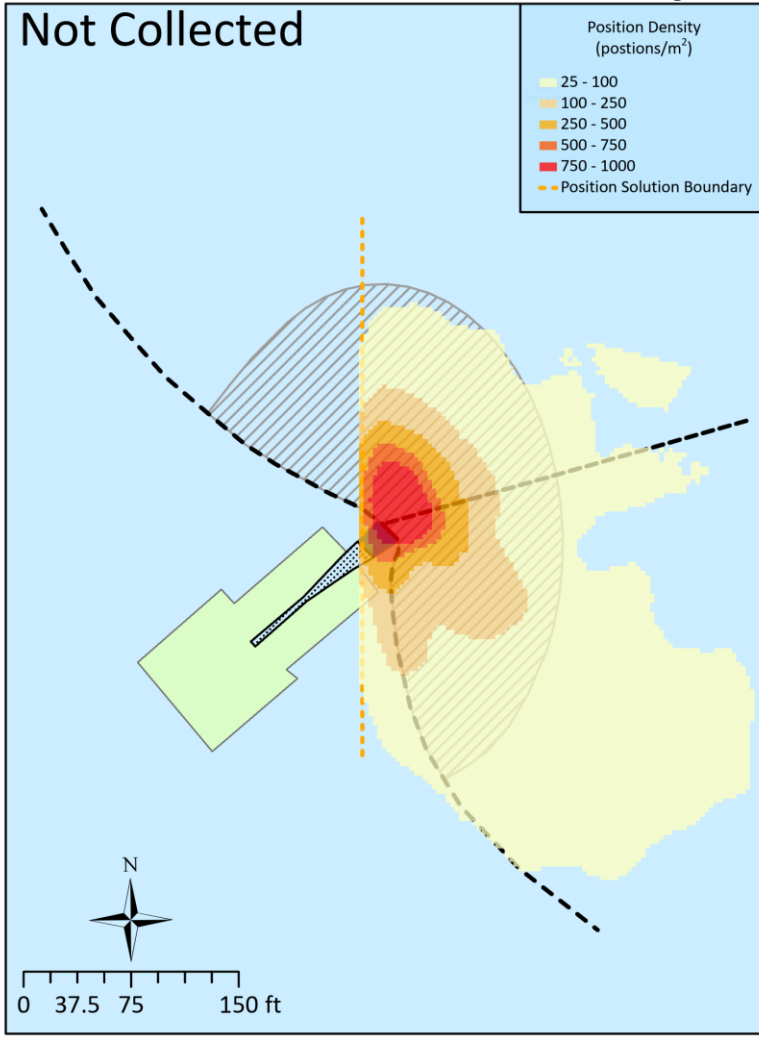 Not Collected
Position Density
(postions/m²)
25 - 100
100 - 250
250 - 500
500 - 750
750 - 1000
Position Solution Boundary
N
0 37.5 75 150 ft